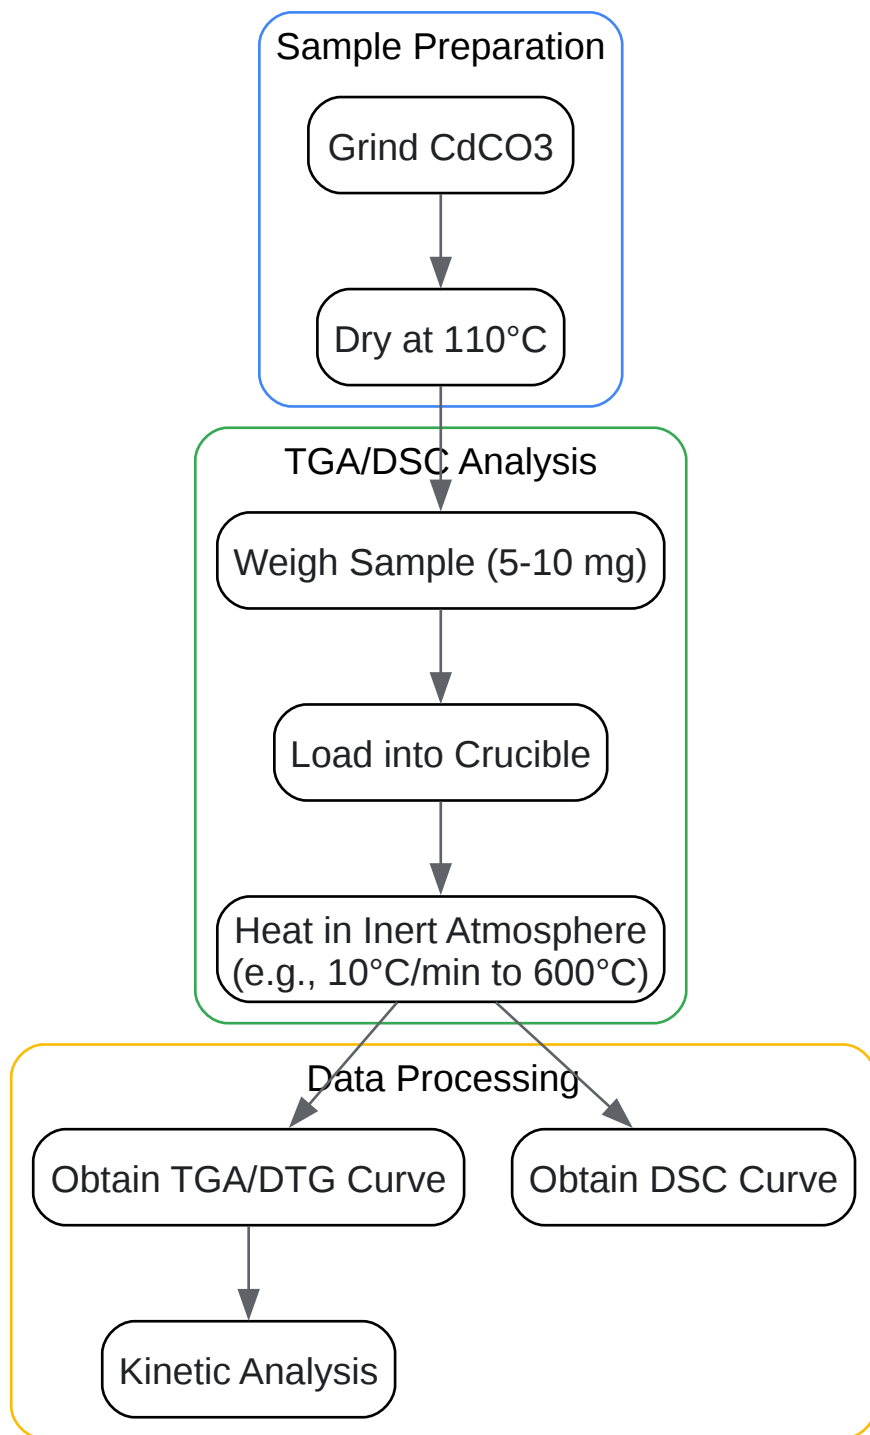 Sample Preparation
Grind CdCO3
Dry at 110°C
TGA/DSC Analysis
Weigh Sample (5-10 mg)
Load into Crucible
Heat in Inert Atmosphere
(e.g., 10°C/min to 600°C)
Data Processing
Obtain TGA/DTG Curve
Obtain DSC Curve
Kinetic Analysis